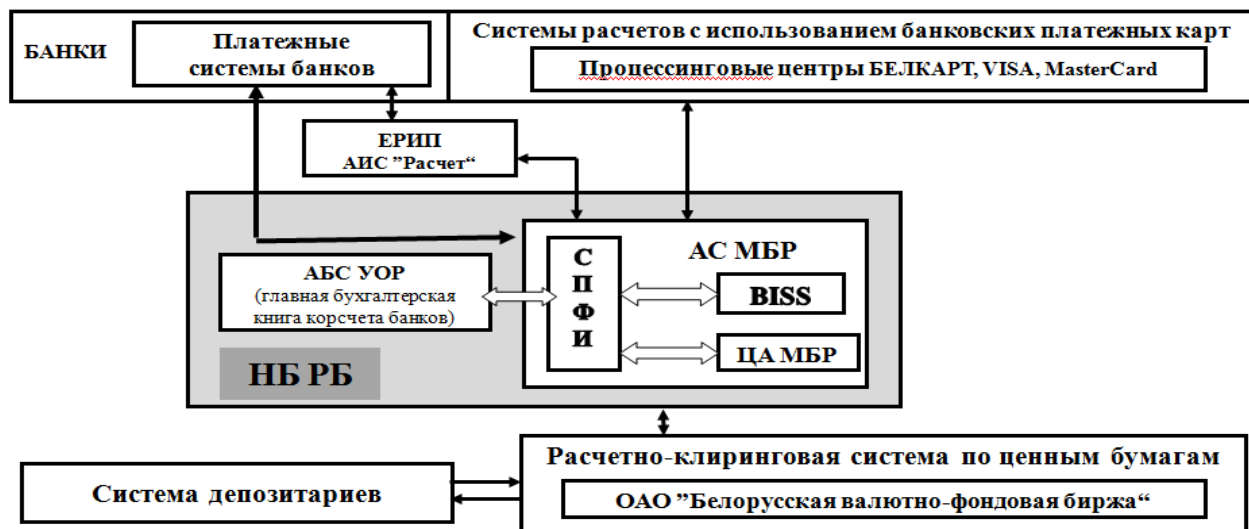 БАНКИ
Платежные
системы банков
Системы расчетов с использованием банковских платежных карт
Процессинговые центры БЕЛКАРТ, VISA, MasterCard
ЕРИП
АИС ”Расчет“
АС МБР
С
П
Ф
И
АБС УОР
(главная бухгалтерская
книга корсчета банков)
BISS
ЦА МБР
НБ РБ
Расчетно-клиринговая система по ценным бумагам
ОАО ”Белорусская валютно-фондовая биржа“
Система депозитариев